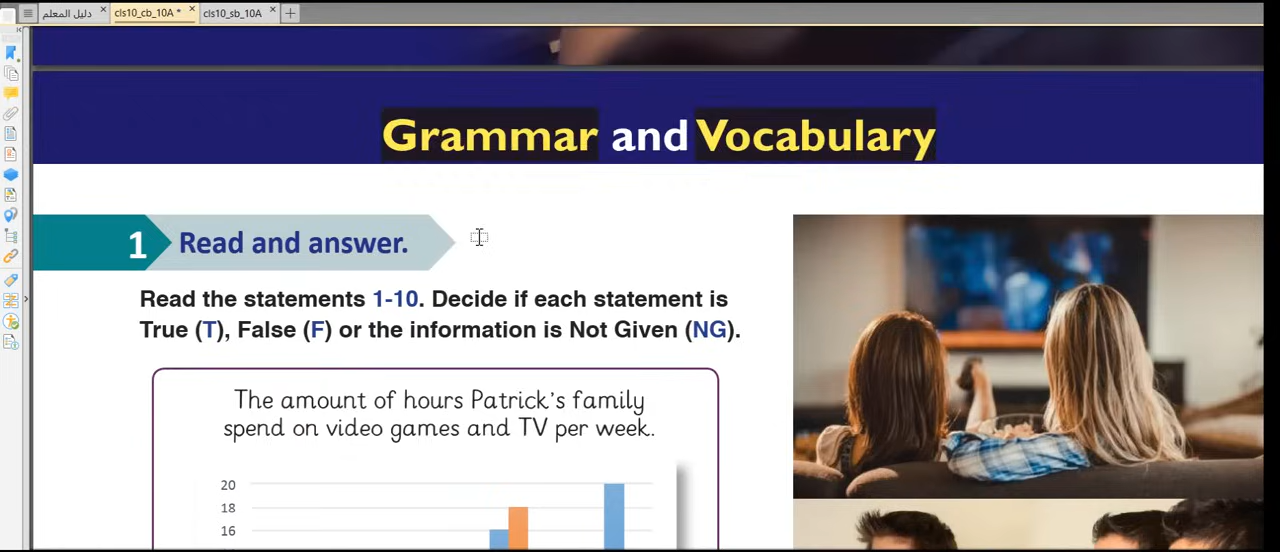 دليل المعلم
cls10_cb_10A *
cls10_sb_10A
Grammar and Vocabulary
1 Read and answer.
Read the statements 1-10. Decide if each statement is
True (T), False (F) or the information is Not Given (NG).
The amount of hours Patrick's family
spend on video games and TV per week.
20
18
16